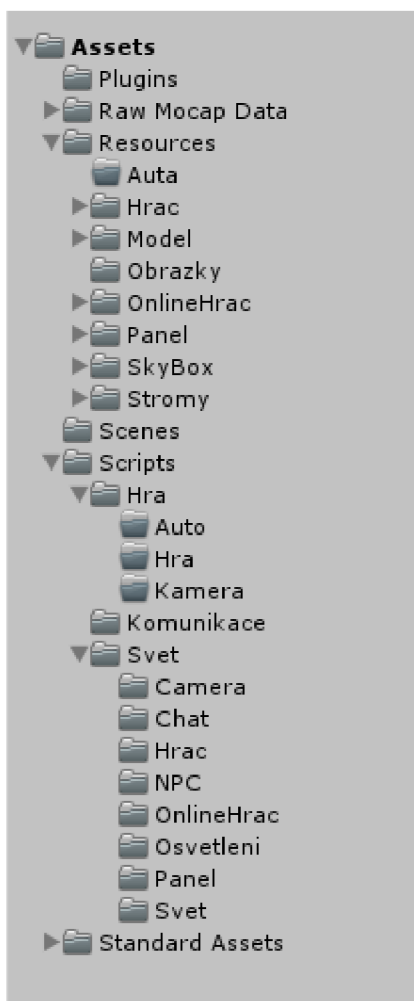 Assets
Plugins
Raw Mocap Data
Resources
Auta
Hrac
Model
Obrazky
OnlineHrac
Panel
SkyBox
Stromy
Scenes
Scripts
Hra
Auto
Hra
Kamera
Komunikace
Svet
Camera
Chat
Hrac
NPC
OnlineHrac
Osvetleni
Panel
Svet
Standard Assets